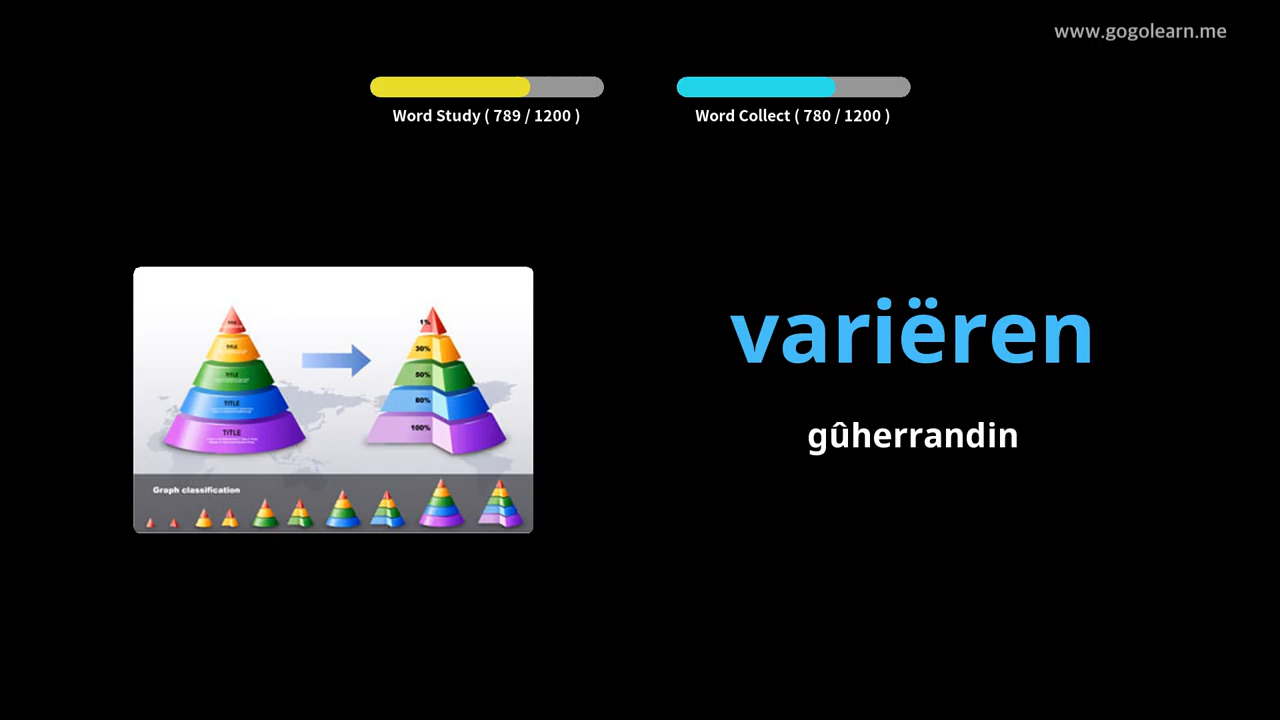 www.gogolearn.me
Word Study ( 789 / 1200 )
Word Collect ( 780 / 1200 )
variëren
gûherrandin
TITLE
TITLE
TITLE
TITLE
1%
30%
50%
80%
100%
Graph classification